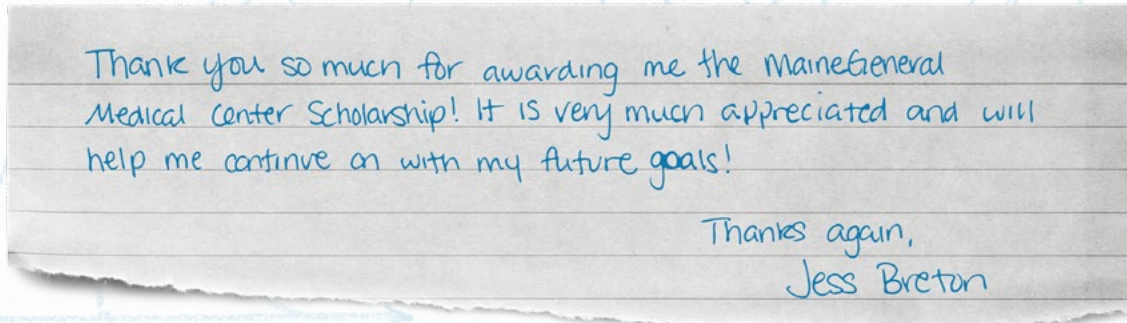 Thank you so much for awarding me the MaineGeneral
Medical Center Scholarship! It is very much appreciated and will
help me continue on with my future goals!
Thanks again,
Jess Breton